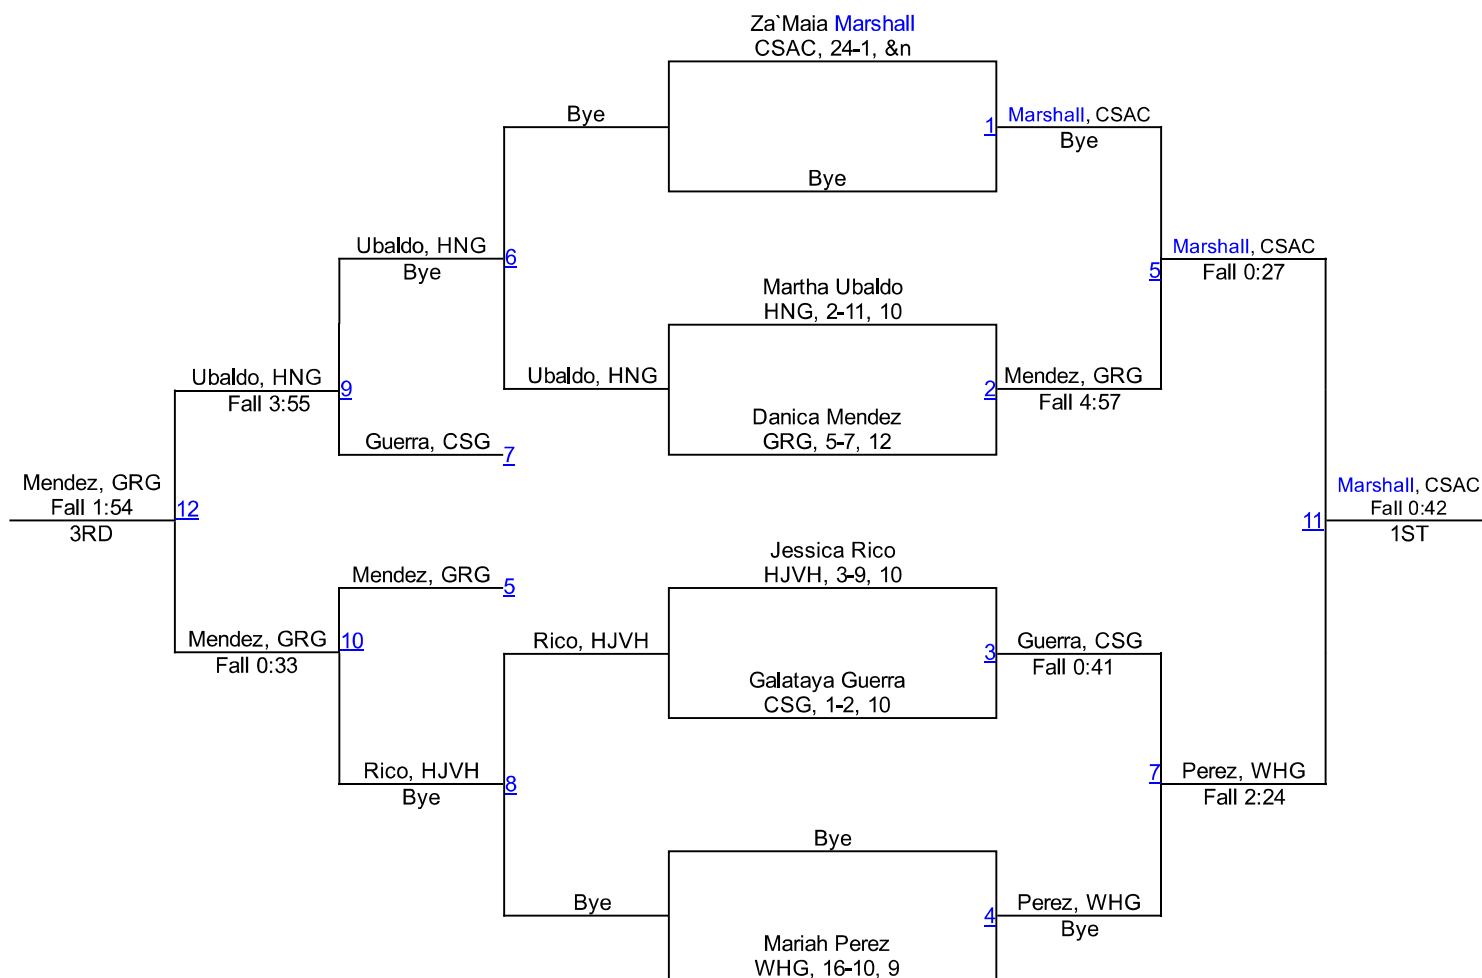 Za`Maia Marshall
CSAC, 24-1, &n
Bye
1
Marshall, CSAC
Bye
Bye
Ubaldo, HNG
Bye
6
Marshall, CSAC
Fall 0:27
5
Martha Ubaldo
HNG, 2-11, 10
Ubaldo, HNG
Fall 3:55
9
Ubaldo, HNG
2
Mendez, GRG
Fall 4:57
Danica Mendez
GRG, 5-7, 12
Guerra, CSG
7
Mendez, GRG
Fall 1:54
3RD
12
Marshall, CSAC
Fall 0:42
1ST
11
Jessica Rico
HJVH, 3-9, 10
Mendez, GRG
5
Mendez, GRG
Fall 0:33
10
Rico, HJVH
3
Guerra, CSG
Fall 0:41
Galataya Guerra
CSG, 1-2, 10
Rico, HJVH
Bye
8
7
Perez, WHG
Fall 2:24
Bye
Bye
4
Perez, WHG
Bye
Mariah Perez
WHG, 16-10, 9